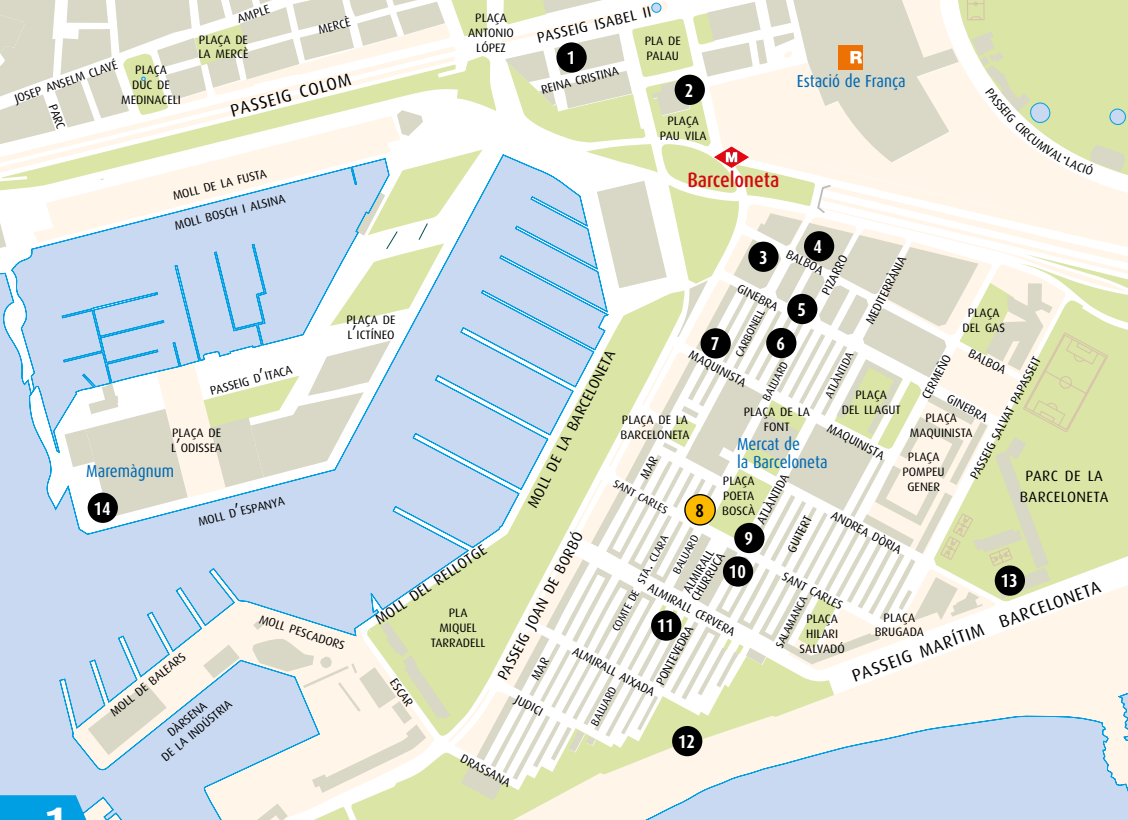 AMPLE
MERCÈ
PLAÇA
ANTONIO
LÓPEZ
PASSEIG ISABEL II
PLAÇA DE
LA MERCÈ
JOSEP ANSELM CLAVÉ
PARC
PLAÇA
DUC DE
MEDINACELI
PASSEIG COLOM
1
REINA CRISTINA
PLA DE
PALAU
2
PLAÇA
PAU VILA
R
Estació de França
PASSEIG CIRCUMVAL·LACIÓ
M
Barceloneta
MOLL DE LA FUSTA
MOLL BOSCH I ALSINA
3
BALBOA
4
PIZARRO
MEDITERRÀNIA
GINEBRA
5
CARBONELL
6
7
MAQUINISTA
BALUARD
ATLÀNTIDA
PLAÇA
DEL GAS
BALBOA
CERMEÑO
GINEBRA
PASSEIG SALVAT PAPASSEIT
PLAÇA DE
L'ICTÍNEO
PASSEIG D'ITACA
PLAÇA DE
L'ODISSEA
Maremàgnum
14
MOLL D'ESPANYA
MOLL DE LA BARCELONETA
PLAÇA DE LA
BARCELONETA
PLAÇA DE LA
FONT
Mercat de
la Barceloneta
PLAÇA
DEL LLAGUT
MAQUINISTA
PLAÇA
MAQUINISTA
PLAÇA
POMPEU
GENER
PARC DE LA
BARCELONETA
MAR
SANT CARLES
8
PLAÇA
POETA
BOSCÀ
ATLÀNTIDA
9
GUITERT
ANDREA DÒRIA
STA. CLARA
BALUARD
ALMIRALL
CHURRUCA
10
SANT CARLES
13
MOLL DEL RELLOTGE
PASSEIG JOAN DE BORBÓ
COMTE DE
ALMIRALL CERVERA
11
SALAMANCA
PLAÇA
HILARI
SALVADÓ
PLAÇA
BRUGADA
PASSEIG MARÍTIM BARCELONETA
PLA
MIQUEL
TARRADELL
MOLL PESCADORS
MOLL DE BALEARS
DÀRSENA
DE LA INDÚSTRIA
ESCAR
MAR
ALMIRALL AIXADA
PONTEVEDRA
JUDICI
BALUARD
DRASSANA
12
1